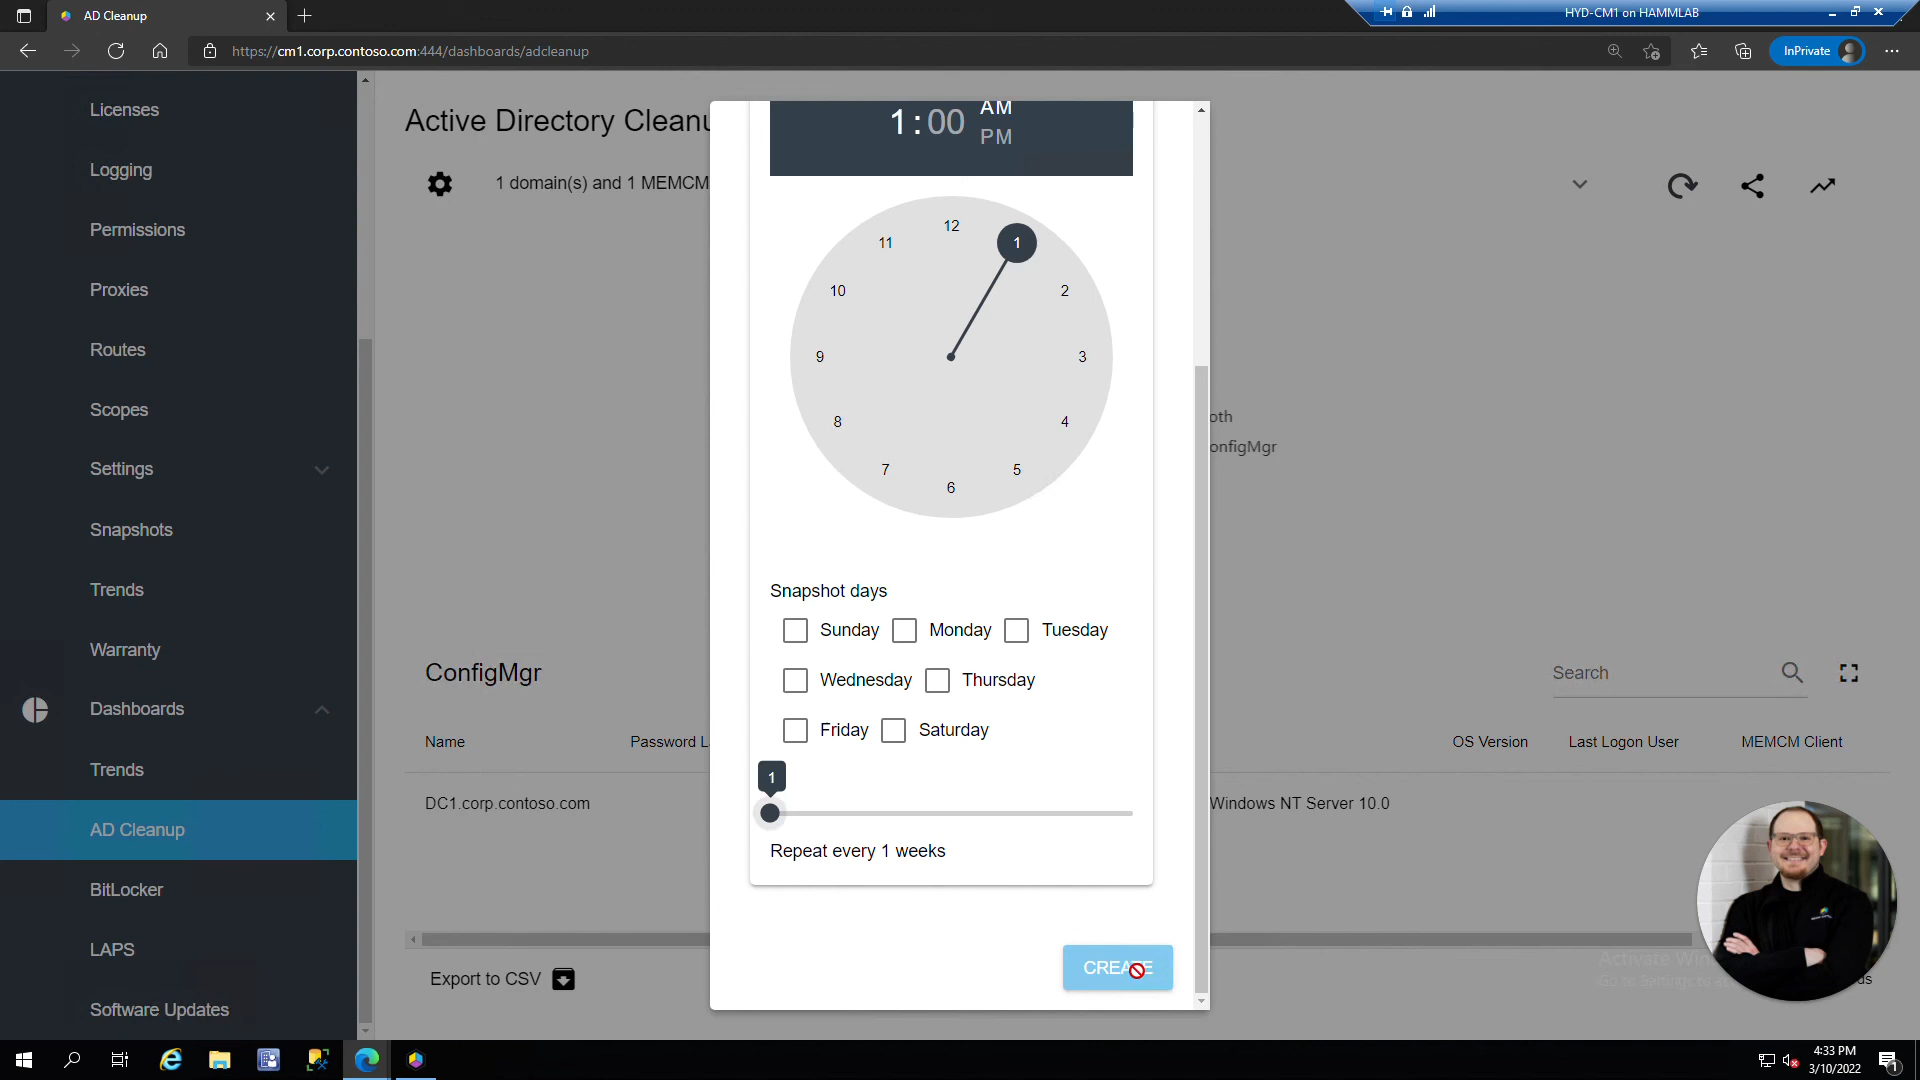 AD Cleanup
HYD-CM1 on HAMMLAB
https://cm1.corp.contoso.com:444/dashboards/adcleanup
InPrivate
Licenses
Logging
Permissions
Proxies
Routes
Scopes
Settings
Snapshots
Trends
Warranty
Dashboards
Trends
AD Cleanup
BitLocker
LAPS
Software Updates
Active Directory Cleanu
1 domain(s) and 1 MEMCM
1:00 AM PM
12
1
2
3
4
5
6
7
8
9
10
11
oth
onfigMgr
Snapshot days
Sunday Monday Tuesday
Wednesday Thursday
Friday Saturday
1
Repeat every 1 weeks
CREATE
ConfigMgr
Search
Name Password L OS Version Last Logon User MEMCM Client
DC1.corp.contoso.com Windows NT Server 10.0
Export to CSV
Activate Win
4:33 PM
3/10/2022
1